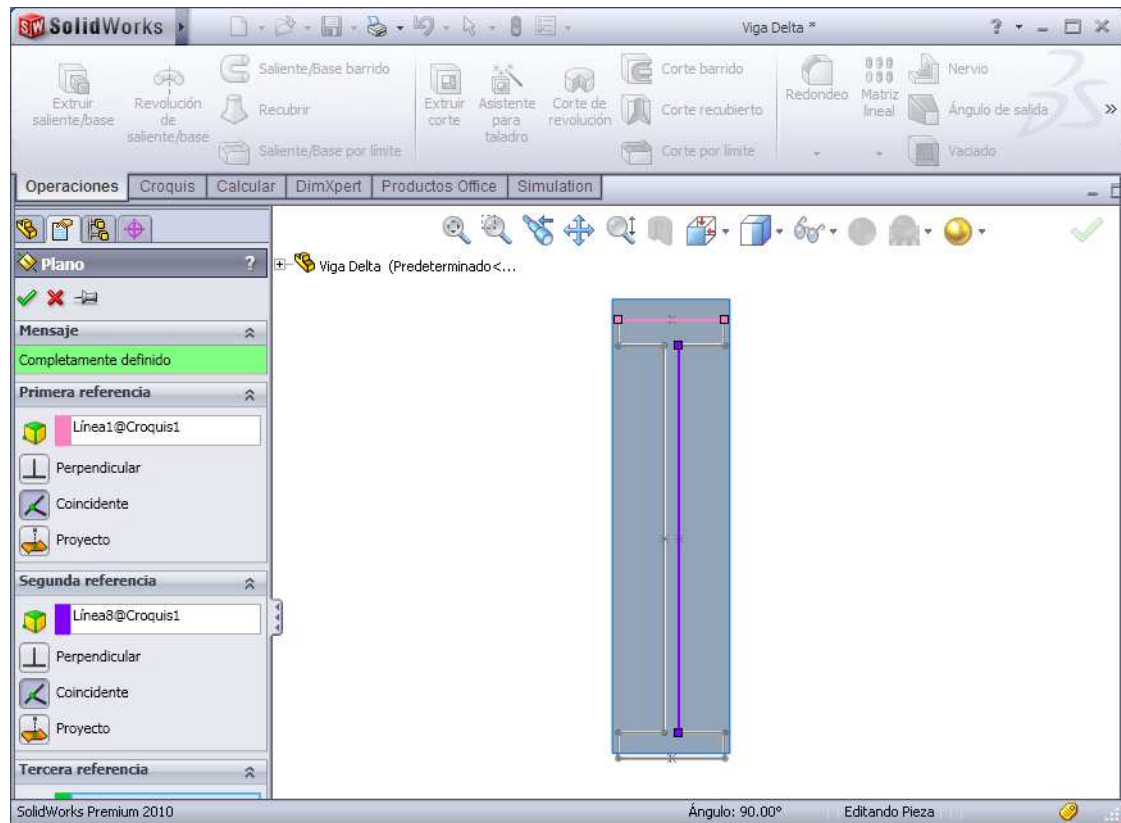 SolidWorks
Viga Delta *
?
Extruir saliente/base
Revolución de saliente/base
Saliente/Base barrido
Recubrir
Saliente/Base por límite
Extruir corte
Asistente para taladro
Corte de revolución
Corte barrido
Corte recubierto
Corte por límite
Redondeo
Matriz lineal
Nervio
Ángulo de salida
Vaciado
»
Operaciones
Croquis
Calcular
DimXpert
Productos Office
Simulation
Plano
?
Viga Delta (Predeterminado<...
Mensaje
Completamente definido
Primera referencia
Línea1@Croquis1
Perpendicular
Coincidente
Proyecto
Segunda referencia
Línea8@Croquis1
Perpendicular
Coincidente
Proyecto
Tercera referencia
SolidWorks Premium 2010
Ángulo: 90.00°
Editando Pieza